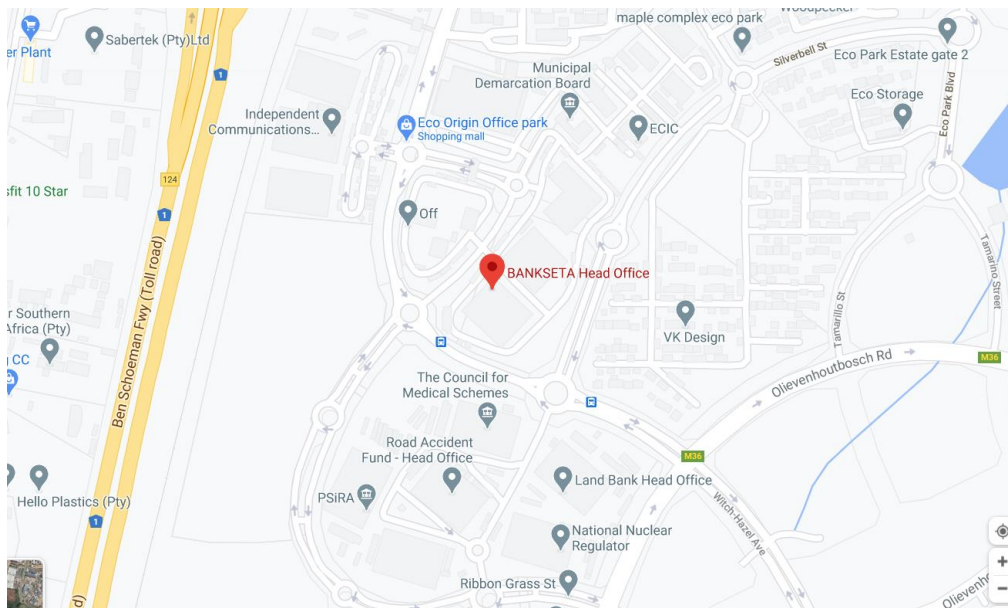 Woodpecker
maple complex eco park
Sabertek (Pty)Ltd
er Plant
Silverbell St
Eco Park Estate gate 2
1
Municipal
Demarcation Board
Eco Storage
Independent
Communications...
Eco Origin Office park
Shopping mall
ECIC
Eco Park Blvd
124
sfit 10 Star
1
Off
Tamarino Street
Ben Schoeman Fwy (Toll road)
BANKSETA Head Office
r Southern
Africa (Pty)
VK Design
Tamarillo St
CC
M36
Olievenhoutbosch Rd
The Council for
Medical Schemes
Road Accident
Fund - Head Office
M36
Land Bank Head Office
Hello Plastics (Pty)
PSiRA
Witch-Hazel Ave
1
National Nuclear
Regulator
Ribbon Grass St
Olievenh
d)